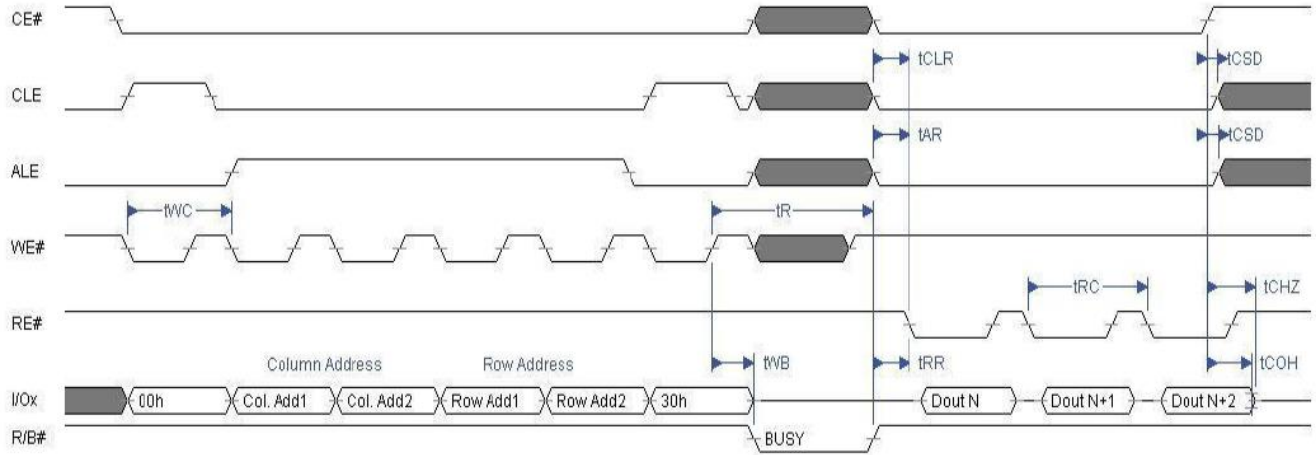 CE#
tCLR
tCSD
CLE
tAR
tCSD
ALE
tWC
tR
WE#
tRC
tCHZ
RE#
Column Address
Row Address
tWB
tRR
tCOH
I/Ox
00h
Col. Add1
Col. Add2
Row Add1
Row Add2
30h
Dout N
Dout N+1
Dout N+2
R/B#
BUSY